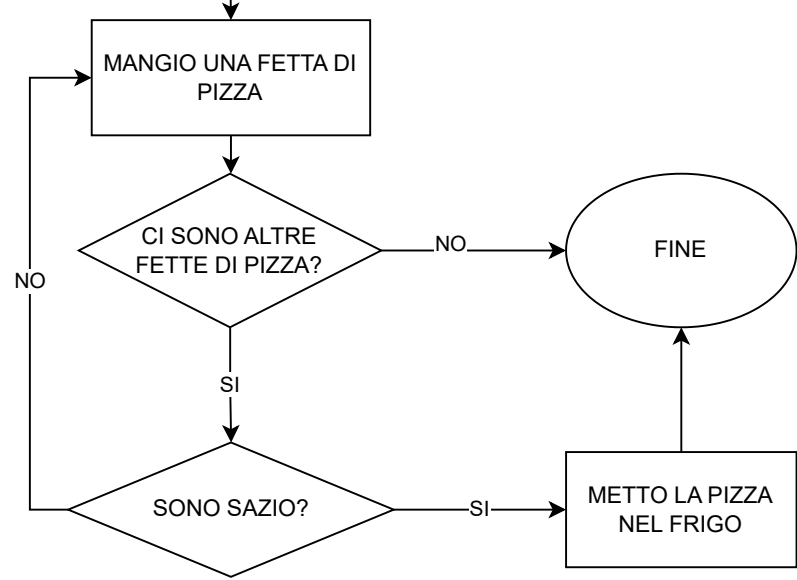 MANGIO UNA FETTA DI
PIZZA
CI SONO ALTRE
FETTE DI PIZZA?
NO
FINE
NO
SI
SONO SAZIO?
SI
METTO LA PIZZA
NEL FRIGO